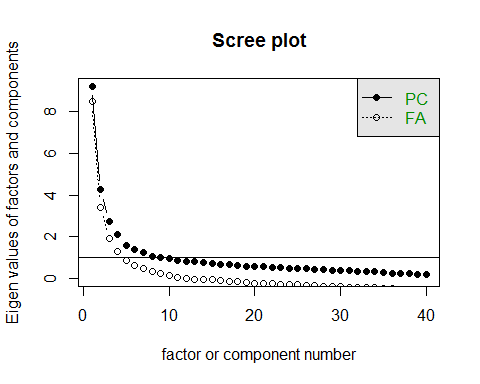 Scree plot
Eigen values of factors and components
8
6
4
2
0
PC
FA
0
10
20
30
40
factor or component number